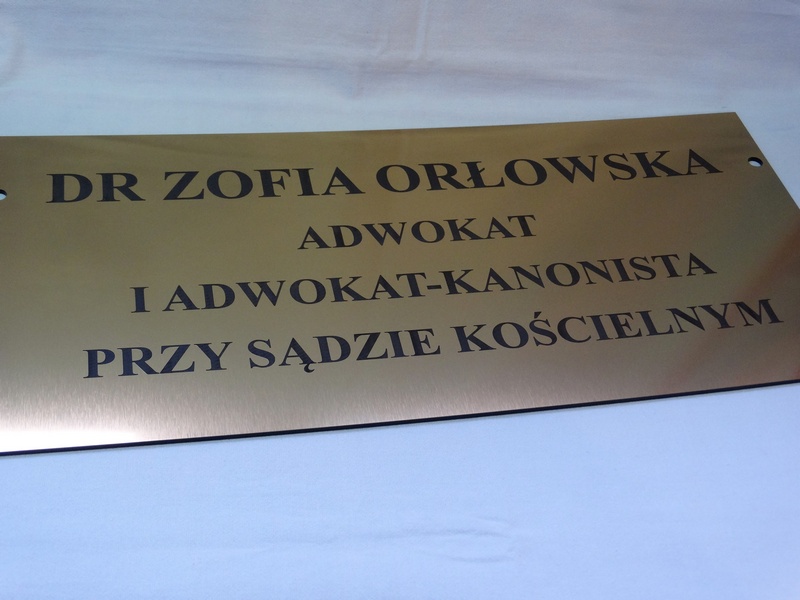 DR ZOFIA ORŁOWSKA
ADWOKAT
I ADWOKAT-KANONISTA
PRZY SĄDZIE KOŚCIELNYM